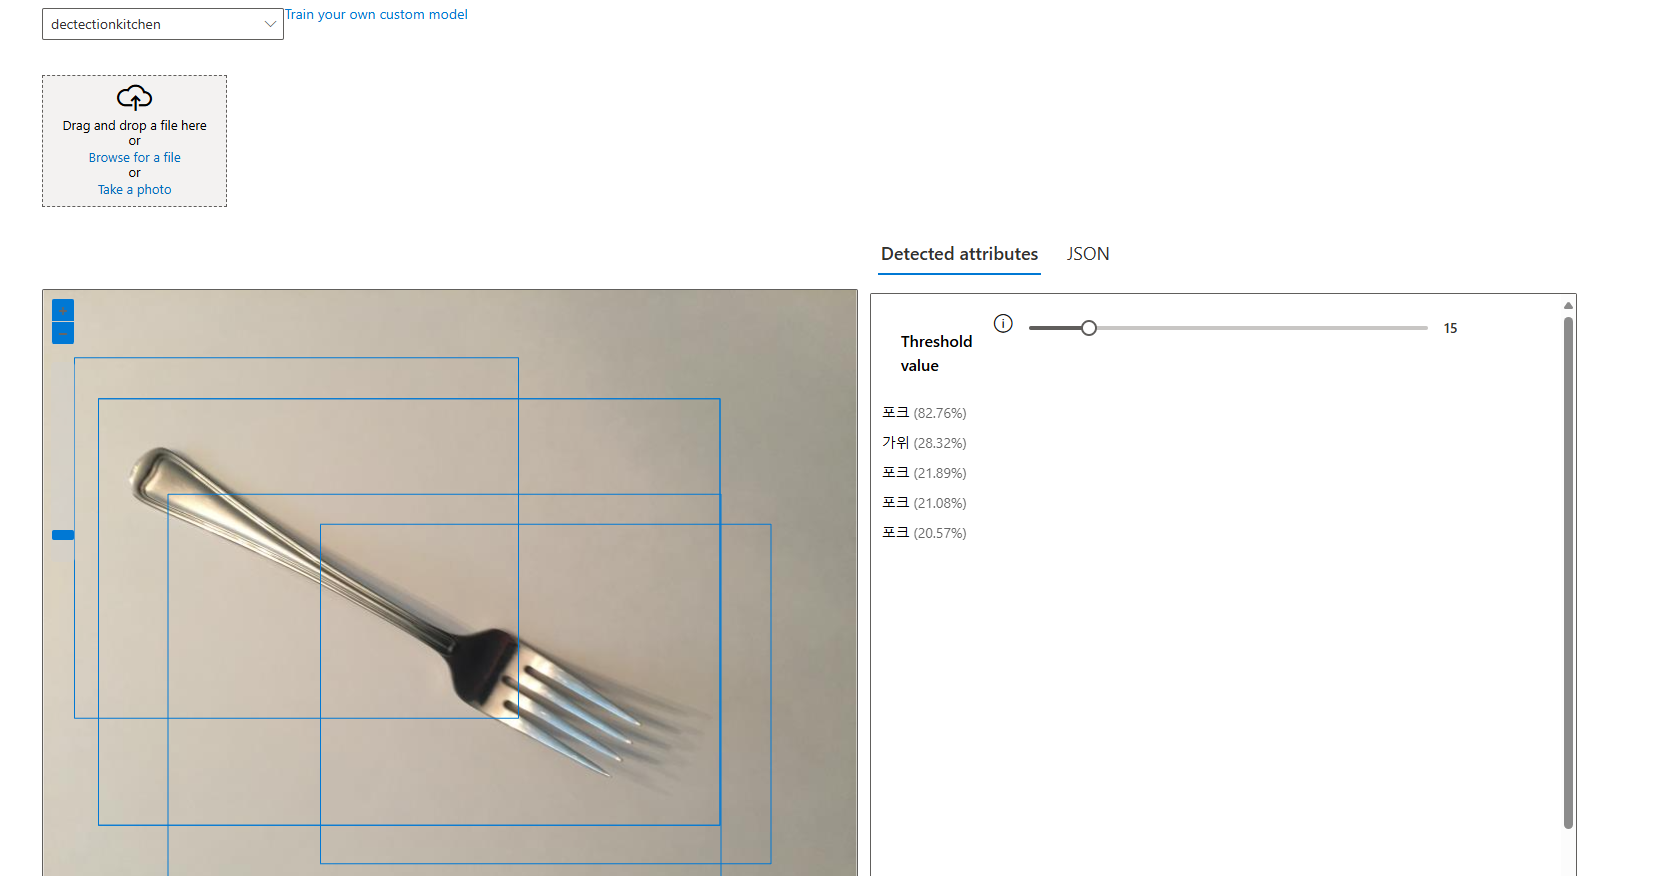 dectectionkitchen
Train your own custom model
Drag and drop a file here
or
Browse for a file
or
Take a photo
Detected attributes
JSON
Threshold
value
15
포크 (82.76%)
가위 (28.32%)
포크 (21.89%)
포크 (21.08%)
포크 (20.57%)